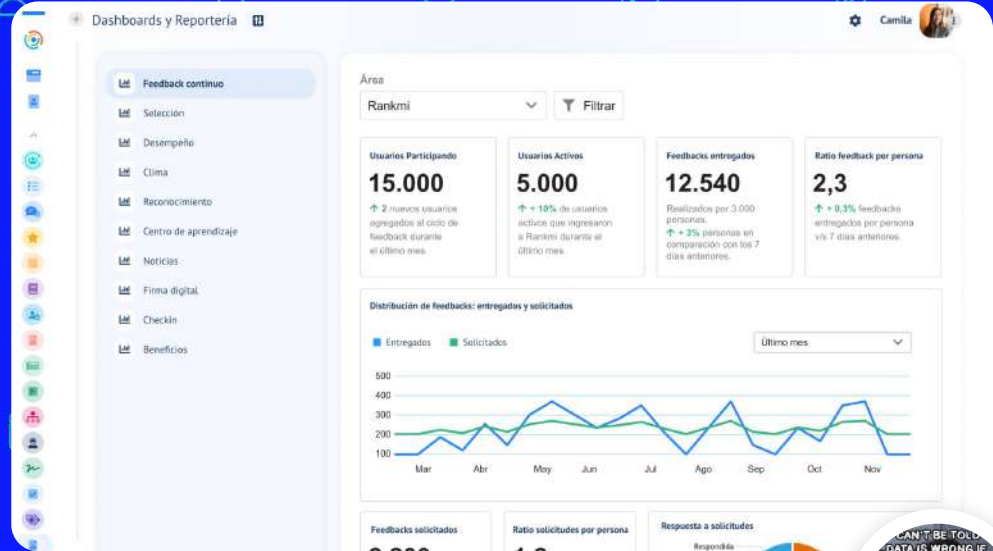 Dashboards y Reportería
Camila
Feedback continuo
Selección
Desempeño
Clima
Reconocimiento
Centro de aprendizaje
Noticias
Firma digital
Checkin
Beneficios
Área
Rankmi
Filtrar
Usuarios Participando
15.000
↑ 2 nuevos usuarios
agregados al ciclo de
feedback durante
el último mes.
Usuarios Activos
5.000
↑ + 10% de usuarios
activos que ingresaron
a Rankmi durante el
último mes
Feedbacks entregados
12.540
Realizados por 3.000
personas.
↑ + 3% personas en
comparación con los 7
días anteriores.
Ratio feedback por persona
2,3
↑ + 0,3% feedbacks
entregados por persona
v/s 7 días anteriores.
Distribución de feedbacks: entregados y solicitados
Entregados
Solicitados
Último mes
500
400
300
200
100
Mar Abr May Jun Jul Ago Sep Oct Nov
Feedbacks solicitados
Ratio solicitudes por persona
Respuesta a solicitudes
Respondida
CAN'T BE TOLD
DATA IS WRONG IF